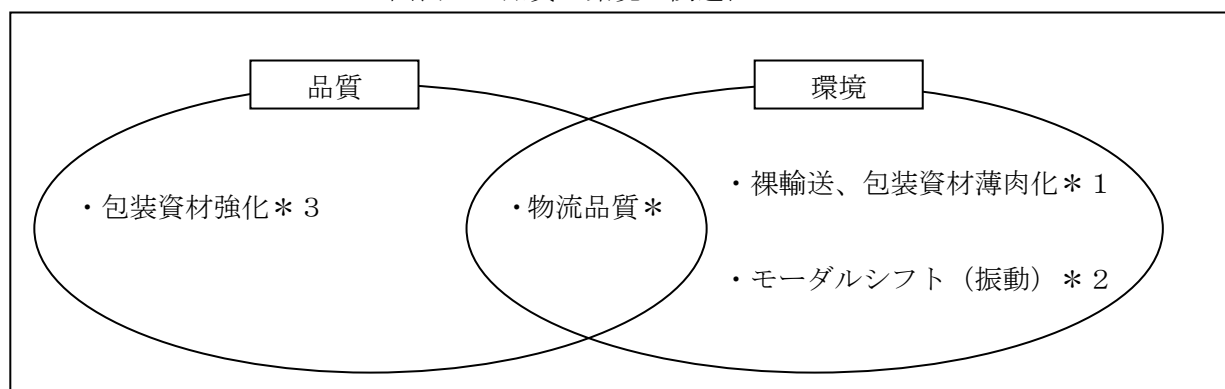 品質
環境
・包装資材強化＊３
・物流品質＊
・裸輸送、包装資材薄肉化＊１
・モーダルシフト（振動）＊２